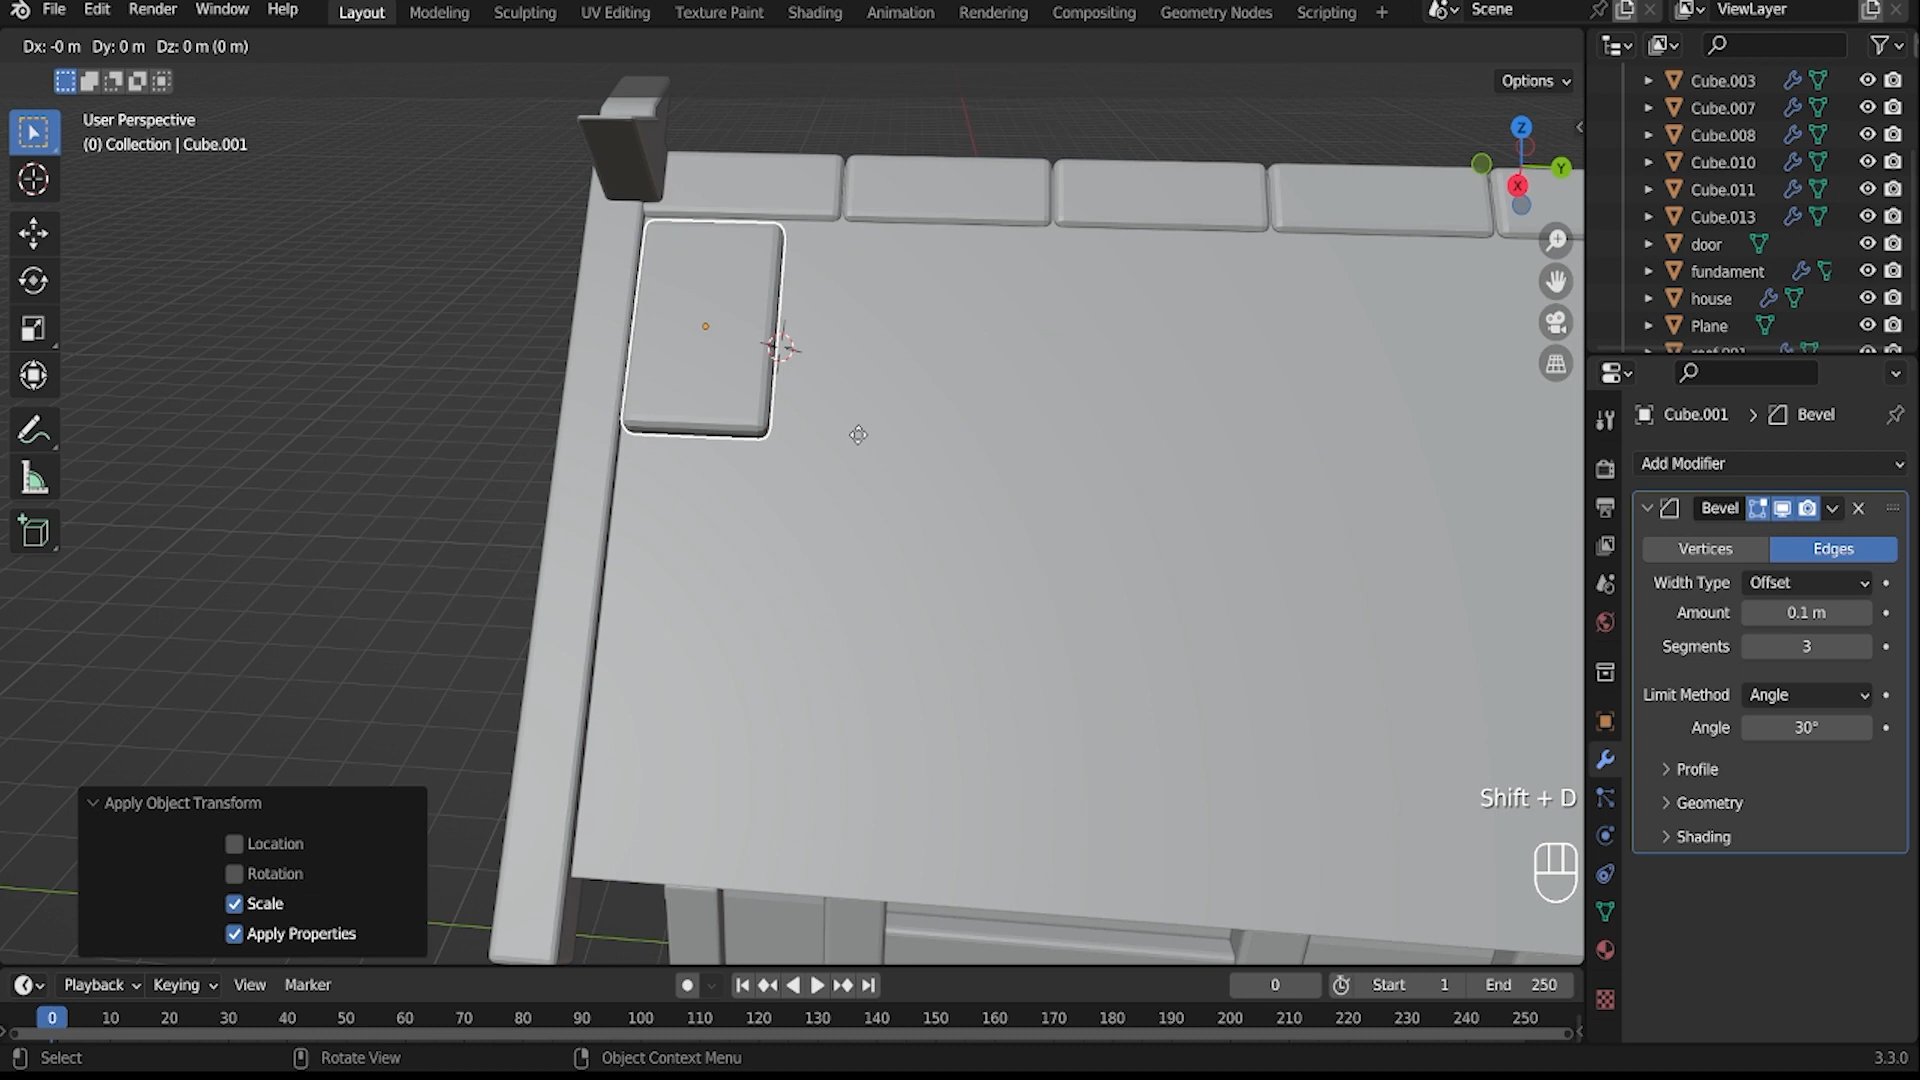 File Edit Render Window Help Layout Modeling Sculpting UV Editing Texture Paint Shading Animation Rendering Compositing Geometry Nodes Scripting + Scene ViewLayer
Dx: -0 m Dy: 0 m Dz: 0 m (0 m)
Options
User Perspective
(0) Collection | Cube.001
Z
Y
X
Cube.003
Cube.007
Cube.008
Cube.010
Cube.011
Cube.013
door
fundament
house
Plane
roof.001
Cube.001 > Bevel
Add Modifier
Bevel
Vertices Edges
Width Type Offset
Amount 0.1 m
Segments 3
Limit Method Angle
Angle 30°
Profile
Geometry
Shading
Shift + D
Apply Object Transform
Location
Rotation
Scale
Apply Properties
Playback Keying View Marker 0 Start 1 End 250
0 10 20 30 40 50 60 70 80 90 100 110 120 130 140 150 160 170 180 190 200 210 220 230 240 250
Select Rotate View Object Context Menu 3.3.0